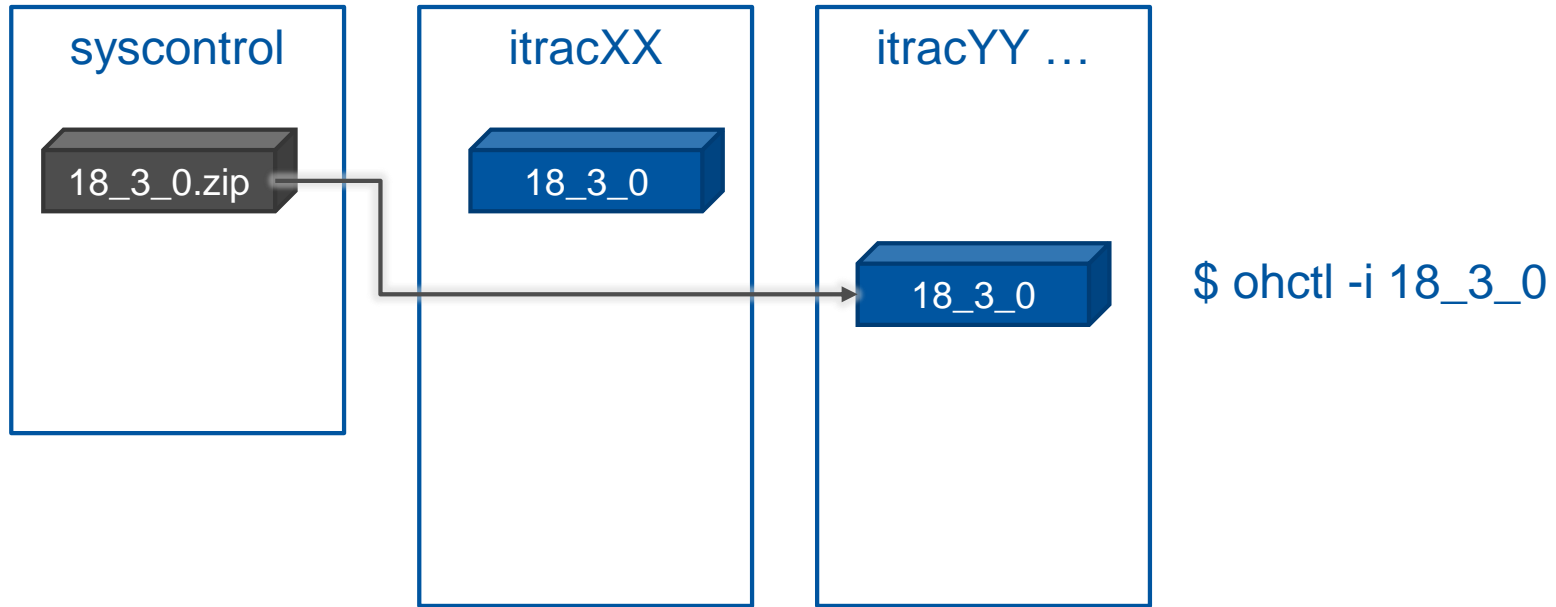 syscontrol
itracXX
itracYY …
18_3_0.zip
18_3_0
18_3_0
$ ohctl -i 18_3_0